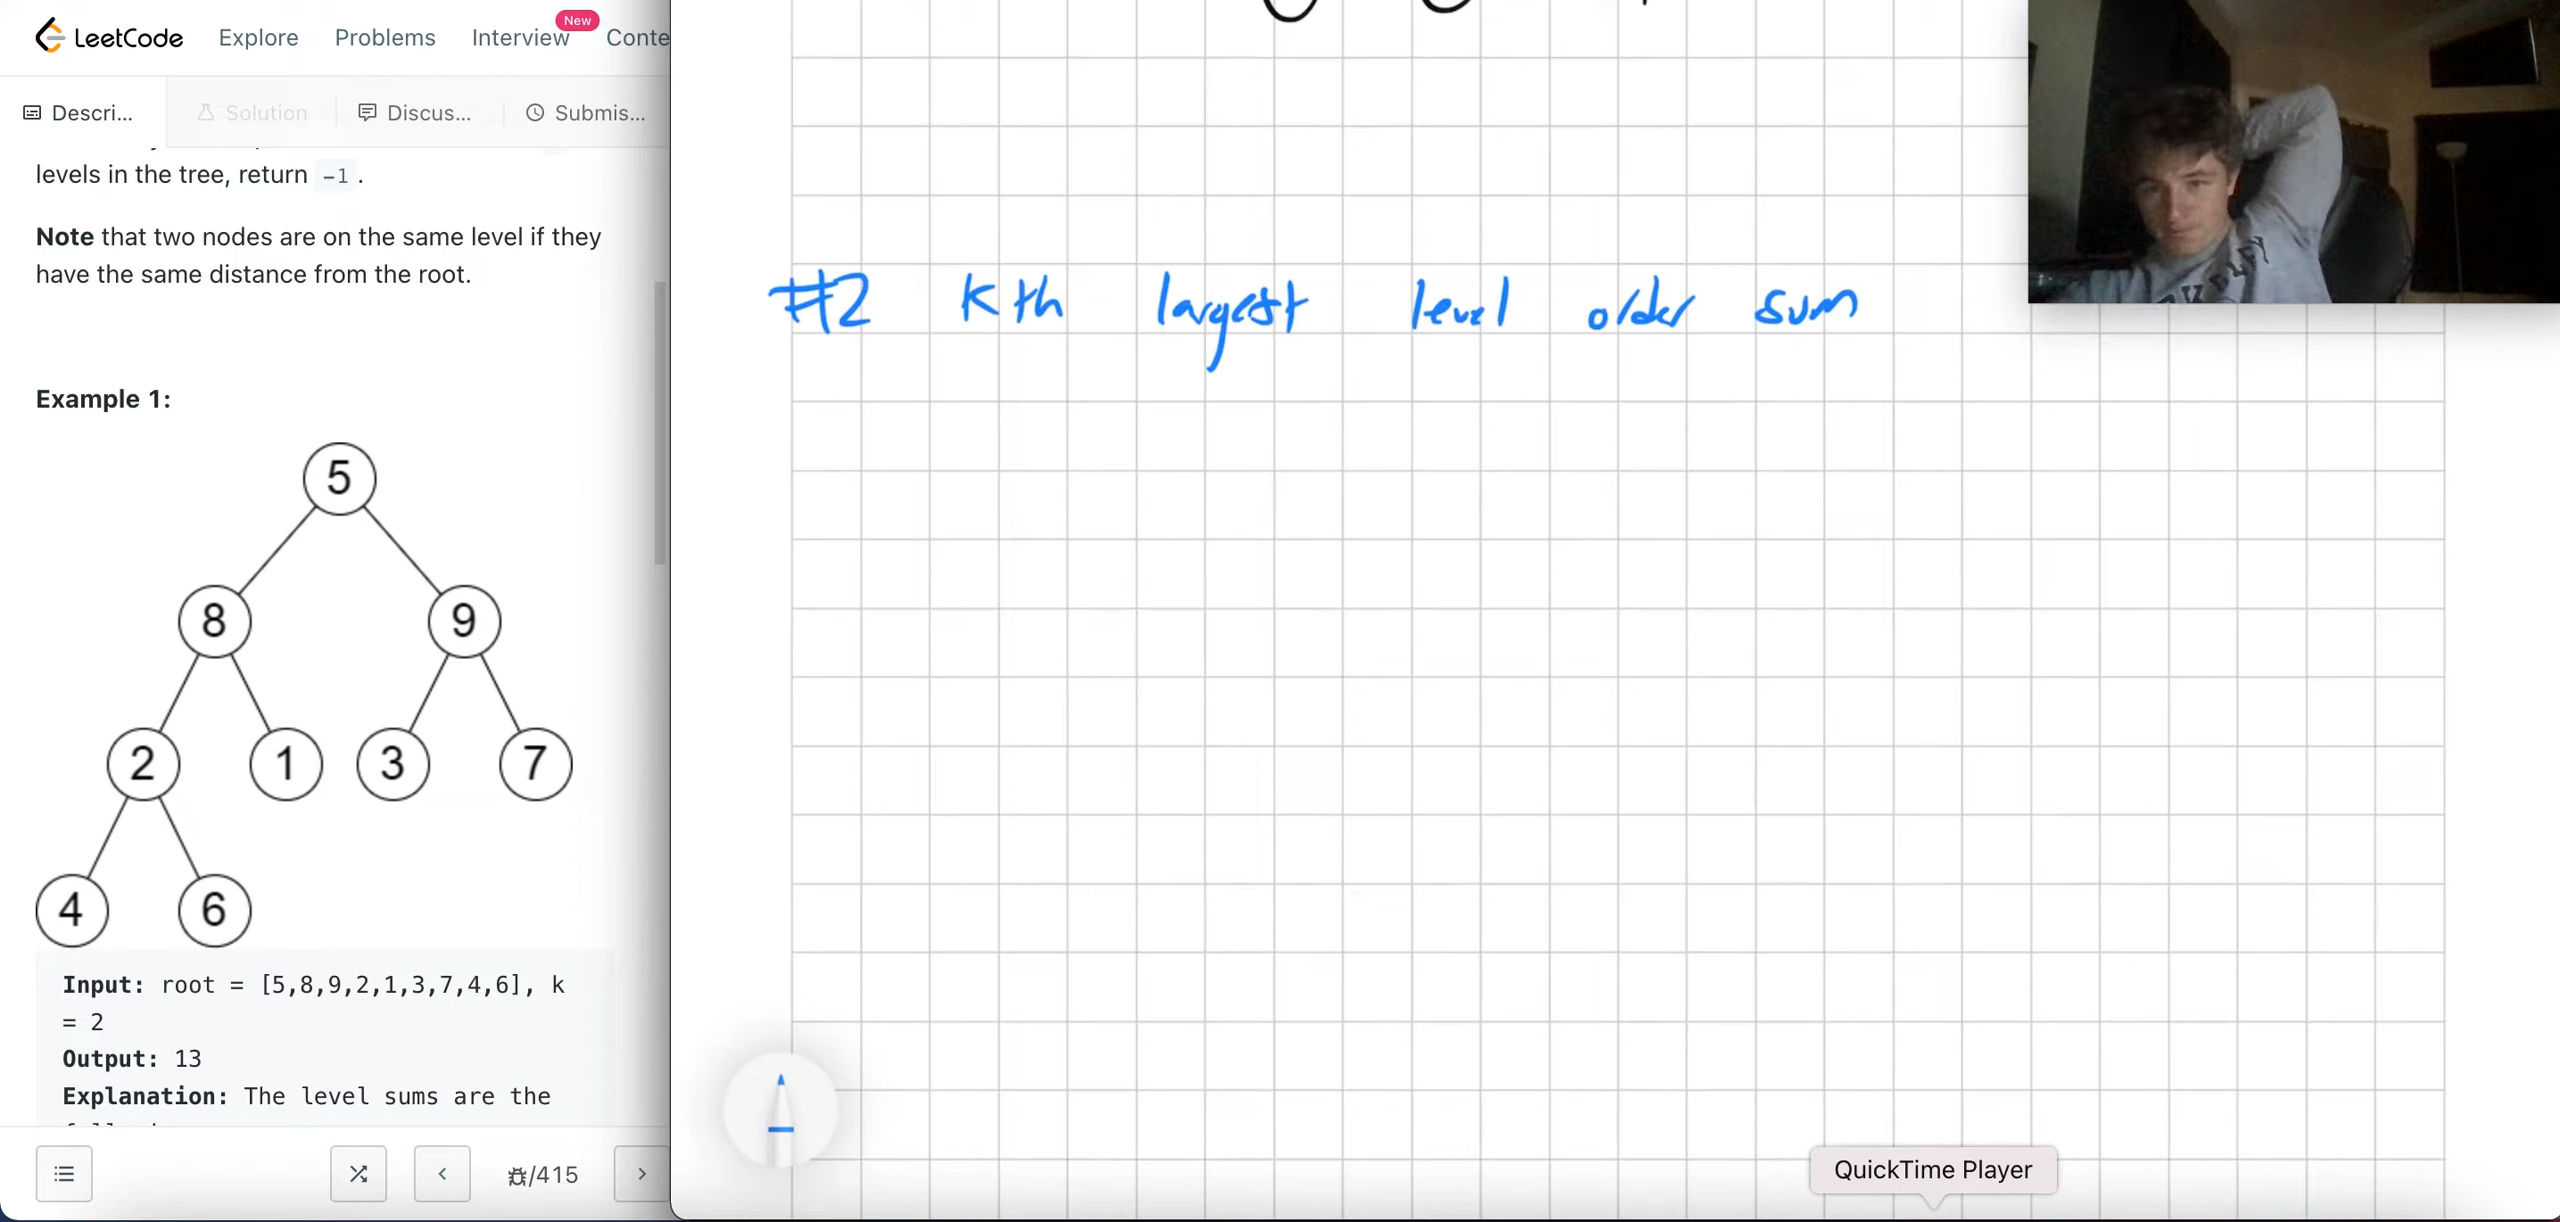 LeetCode Explore Problems Interview New Conte
Descri... Solution Discus... Submis...
levels in the tree, return -1.
Note that two nodes are on the same level if they
have the same distance from the root.
Example 1:
5
8 9
2 1 3 7
4 6
Input: root = [5,8,9,2,1,3,7,4,6], k
= 2
Output: 13
Explanation: The level sums are the
/415
#2 Kth largest level order sum
QuickTime Player